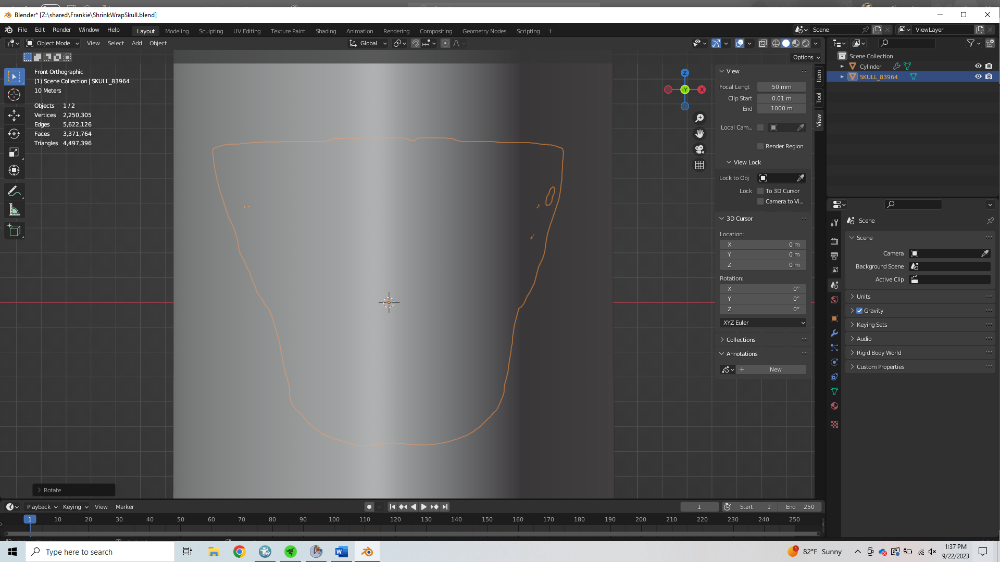 Blender* [Z:\shared\Frankie\ShrinkWrapSkull.blend]
File Edit Render Window Help
Layout Modeling Sculpting UV Editing Texture Paint Shading Animation Rendering Compositing Geometry Nodes Scripting +
Scene
ViewLayer
Object Mode View Select Add Object
Global
Options
Front Orthographic
(1) Scene Collection | SKULL_83964
10 Meters
Objects 1 / 2
Vertices 2,250,305
Edges 5,622,126
Faces 3,371,764
Triangles 4,497,396
Z
-Y
X
View
Focal Lengt 50 mm
Clip Start 0.01 m
End 1000 m
Local Cam...
Render Region
View Lock
Lock to Obj
Lock To 3D Cursor
Camera to Vi...
3D Cursor
Location:
X 0 m
Y 0 m
Z 0 m
Rotation:
X 0°
Y 0°
Z 0°
XYZ Euler
Collections
Annotations
New
Item
Tool
View
Scene Collection
Cylinder
SKULL_83964
Scene
Scene
Camera
Background Scene
Active Clip
Units
Gravity
Keying Sets
Audio
Rigid Body World
Custom Properties
Rotate
Playback Keying View Marker
1
Start 1
End 250
1 10 20 30 40 50 60 70 80 90 100 110 120 130 140 150 160 170 180 190 200 210 220 230 240 250
Type here to search
1
82°F Sunny
1:37 PM
9/22/2023